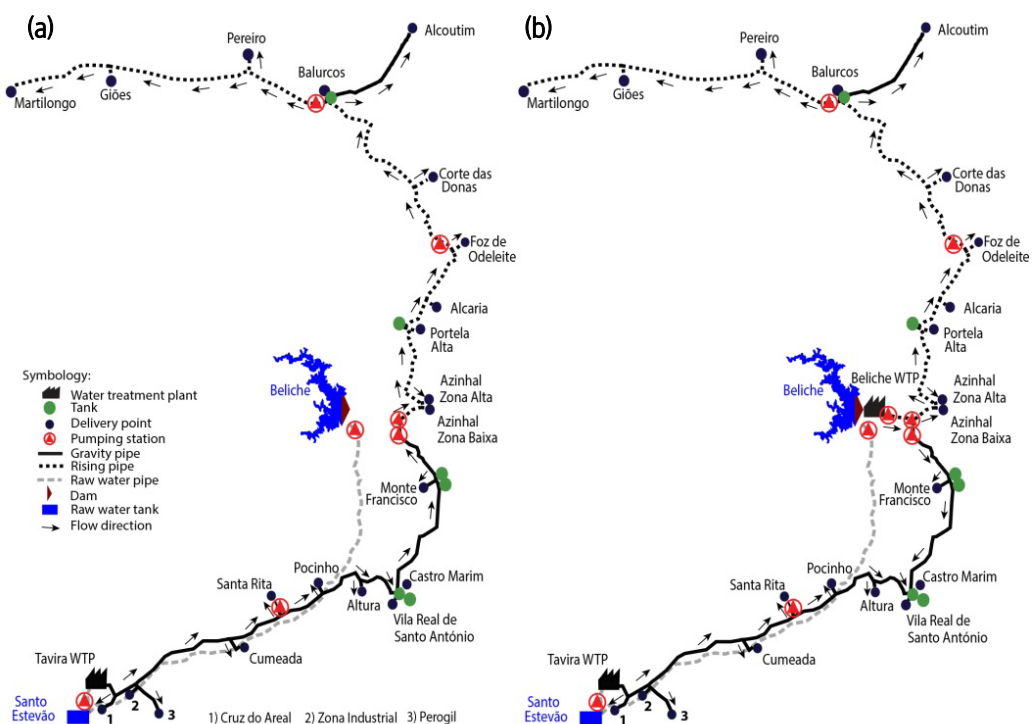 (a)
Alcoutim
Pereiro
Balurcos
Giões
Martilongo
Corte das
Donas
Foz de
Odeleite
Alcaria
Portela
Alta
Beliche
Azinhal
Zona Alta
Azinhal
Zona Baixa
Monte
Francisco
Symbology:
Water treatment plant
Tank
Delivery point
Pumping station
Gravity pipe
Rising pipe
Raw water pipe
Dam
Raw water tank
Flow direction
Pocinho
Santa Rita
Castro Marim
Altura
Vila Real de
Santo António
Cumeada
Tavira WTP
Santo
Estevão
1
2
3
1) Cruz do Areal 2) Zona Industrial 3) Perogil
(b)
Alcoutim
Pereiro
Balurcos
Giões
Martilongo
Corte das
Donas
Foz de
Odeleite
Alcaria
Portela
Alta
Beliche WTP
Beliche
Azinhal
Zona Alta
Azinhal
Zona Baixa
Monte
Francisco
Pocinho
Santa Rita
Castro Marim
Altura
Vila Real de
Santo António
Cumeada
Tavira WTP
Santo
Estevão
1
2
3